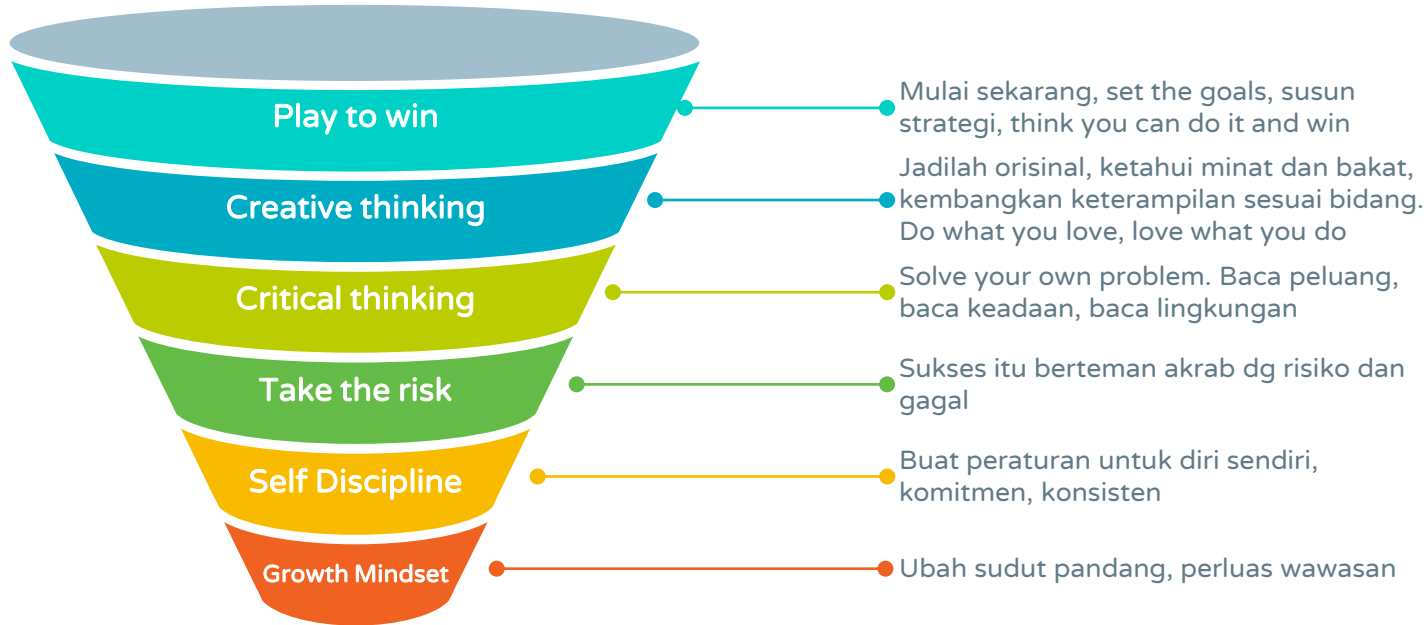 Play to win
Mulai sekarang, set the goals, susun
strategi, think you can do it and win
Creative thinking
Jadilah orisinal, ketahui minat dan bakat,
kembangkan keterampilan sesuai bidang.
Do what you love, love what you do
Critical thinking
Solve your own problem. Baca peluang,
baca keadaan, baca lingkungan
Take the risk
Sukses itu berteman akrab dg risiko dan
gagal
Self Discipline
Buat peraturan untuk diri sendiri,
komitmen, konsisten
Growth Mindset
Ubah sudut pandang, perluas wawasan